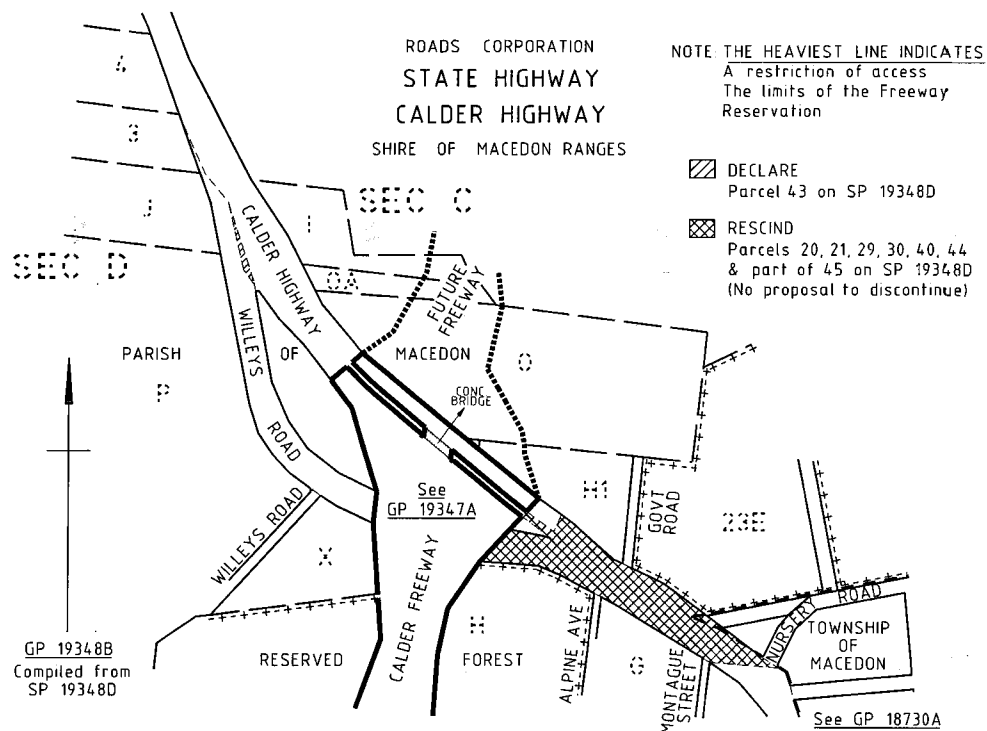 ROADS CORPORATION
STATE HIGHWAY
CALDER HIGHWAY
SHIRE OF MACEDON RANGES
NOTE: THE HEAVIEST LINE INDICATES
A restriction of access
The limits of the Freeway
Reservation
DECLARE
Parcel 43 on SP 19348D
RESCIND
Parcels 20, 21, 29, 30, 40, 44
& part of 45 on SP 19348D
(No proposal to discontinue)
4
3
J
I
SEC C
SEC D
0A
CALDER HIGHWAY
FUTURE
FREEWAY
WILLEYS
ROAD
PARISH
OF
MACEDON
P
O
CONC
BRIDGE
See
GP 19347A
H1
GOVT
ROAD
23E
WILLEYS ROAD
X
CALDER FREEWAY
H
RESERVED
FOREST
ALPINE AVE
G
MONTAGUE
STREET
NURSERY
ROAD
TOWNSHIP
OF
MACEDON
GP 19348B
Compiled from
SP 19348D
See GP 18730A